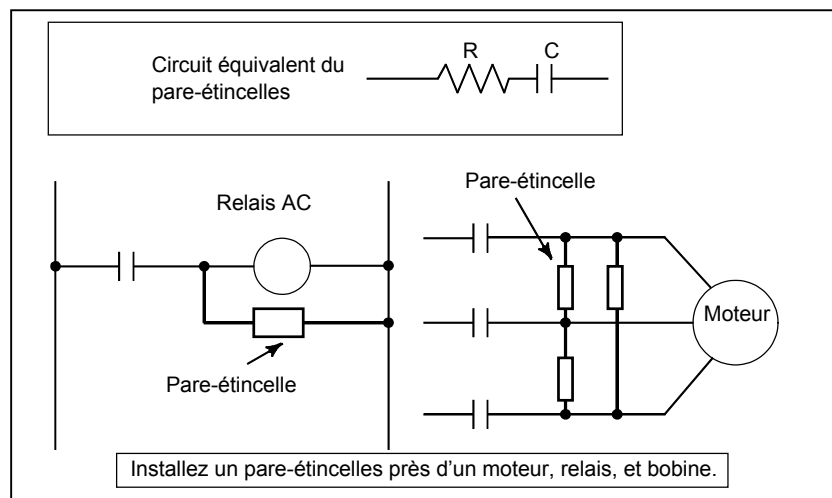 Circuit équivalent du
pare-étincelles
R
C
Relais AC
Pare-étincelle
Pare-étincelle
Moteur
Installez un pare-étincelles près d'un moteur, relais, et bobine.